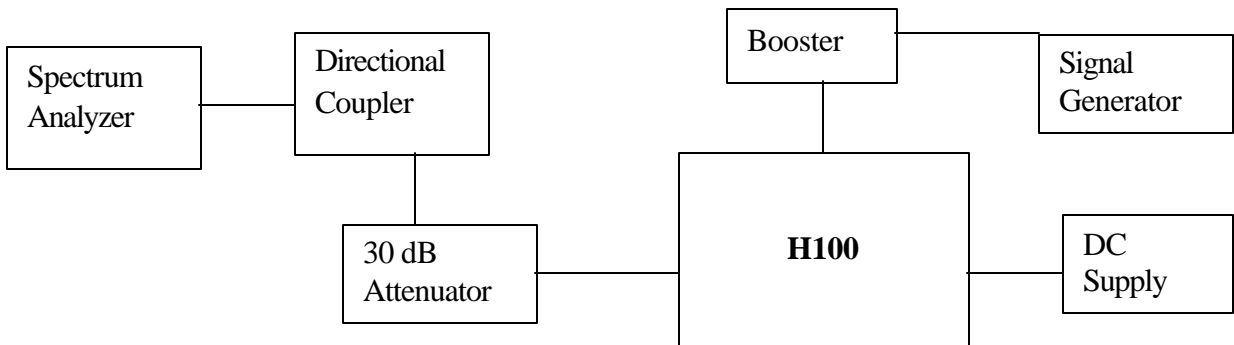 Spectrum
Analyzer
Directional
Coupler
Booster
Signal
Generator
30 dB
Attenuator
H100
DC
Supply